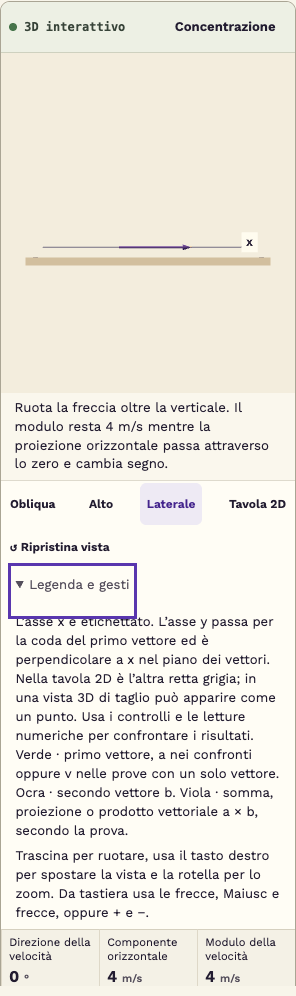 3D interattivo Concentrazione
x
Ruota la freccia oltre la verticale. Il
modulo resta 4 m/s mentre la
proiezione orizzontale passa attraverso
lo zero e cambia segno.
Obliqua Alto Laterale Tavola 2D
↺ Ripristina vista
▼ Legenda e gesti
L’asse x è etichettato. L’asse y passa per
la coda del primo vettore ed è
perpendicolare a x nel piano dei vettori.
Nella tavola 2D è l’altra retta grigia; in
una vista 3D di taglio può apparire come
un punto. Usa i controlli e le letture
numeriche per confrontare i risultati.
Verde · primo vettore, a nei confronti
oppure v nelle prove con un solo vettore.
Ocra · secondo vettore b. Viola · somma,
proiezione o prodotto vettoriale a × b,
secondo la prova.
Trascina per ruotare, usa il tasto destro
per spostare la vista e la rotella per lo
zoom. Da tastiera usa le frecce, Maiusc e
frecce, oppure + e −.
Direzione della velocità
0 °
Componente orizzontale
4 m/s
Modulo della velocità
4 m/s